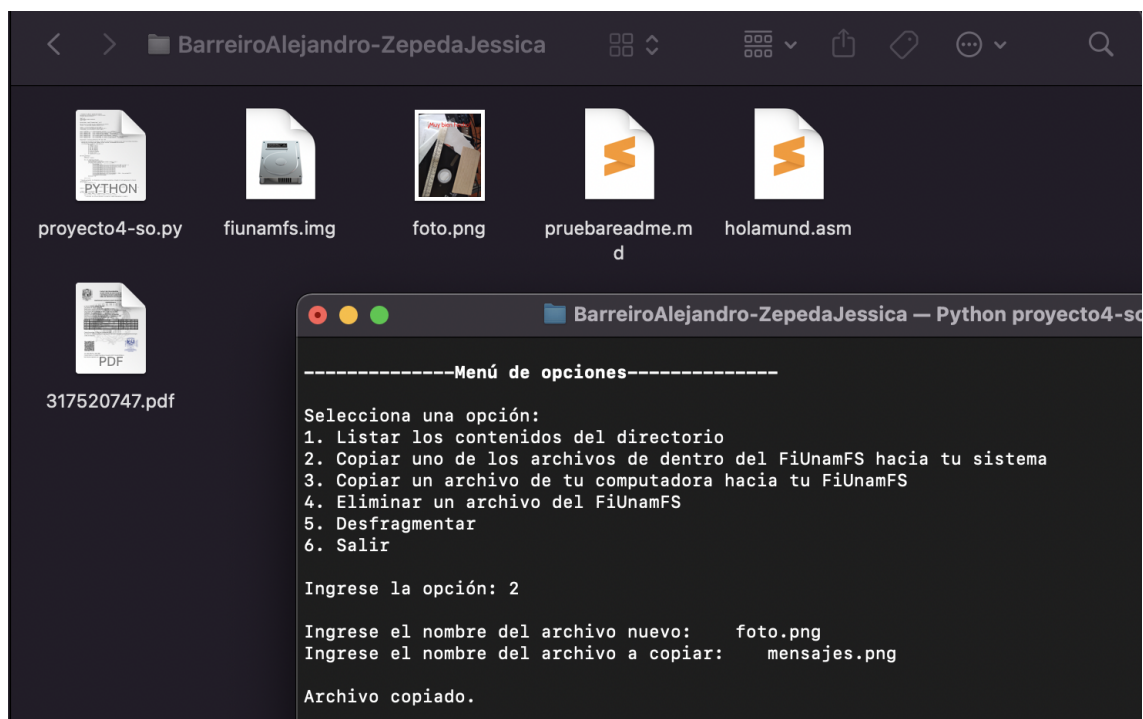 BarreiroAlejandro-ZepedaJessica
PYTHON
proyecto4-so.py
fiunamfs.img
foto.png
pruebareadme.m
d
holamund.asm
PDF
317520747.pdf
BarreiroAlejandro-ZepedaJessica — Python proyecto4-so
--------------Menú de opciones--------------
Selecciona una opción:
1. Listar los contenidos del directorio
2. Copiar uno de los archivos de dentro del FiUnamFS hacia tu sistema
3. Copiar un archivo de tu computadora hacia tu FiUnamFS
4. Eliminar un archivo del FiUnamFS
5. Desfragmentar
6. Salir
Ingrese la opción: 2
Ingrese el nombre del archivo nuevo:    foto.png
Ingrese el nombre del archivo a copiar:    mensajes.png
Archivo copiado.